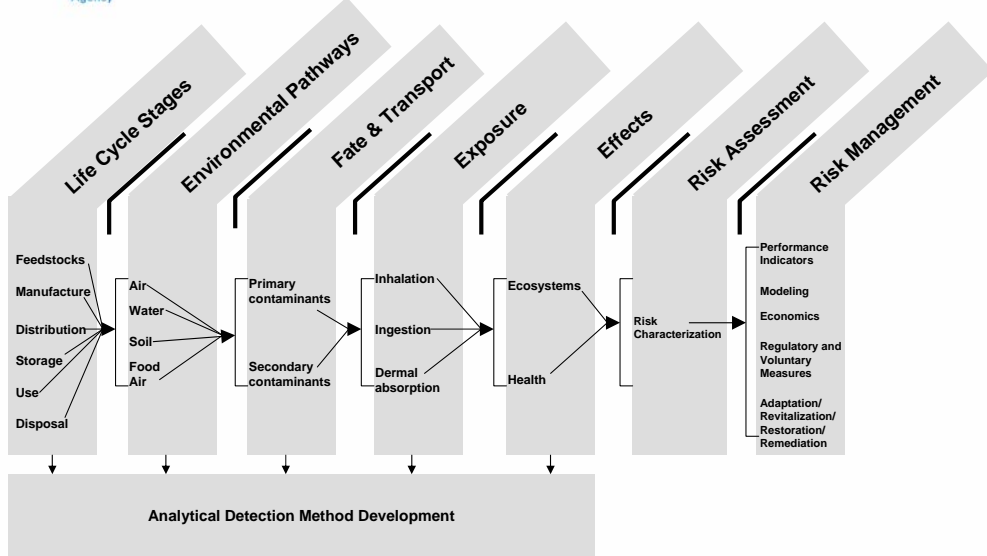 Agency
Life Cycle Stages
Environmental Pathways
Fate & Transport
Exposure
Effects
Risk Assessment
Risk Management
Feedstocks
Manufacture
Distribution
Storage
Use
Disposal
Air
Water
Soil
Food
Air
Primary
contaminants
Secondary
contaminants
Inhalation
Ingestion
Dermal
absorption
Ecosystems
Health
Risk
Characterization
Performance
Indicators
Modeling
Economics
Regulatory and
Voluntary
Measures
Adaptation/
Revitalization/
Restoration/
Remediation
Analytical Detection Method Development